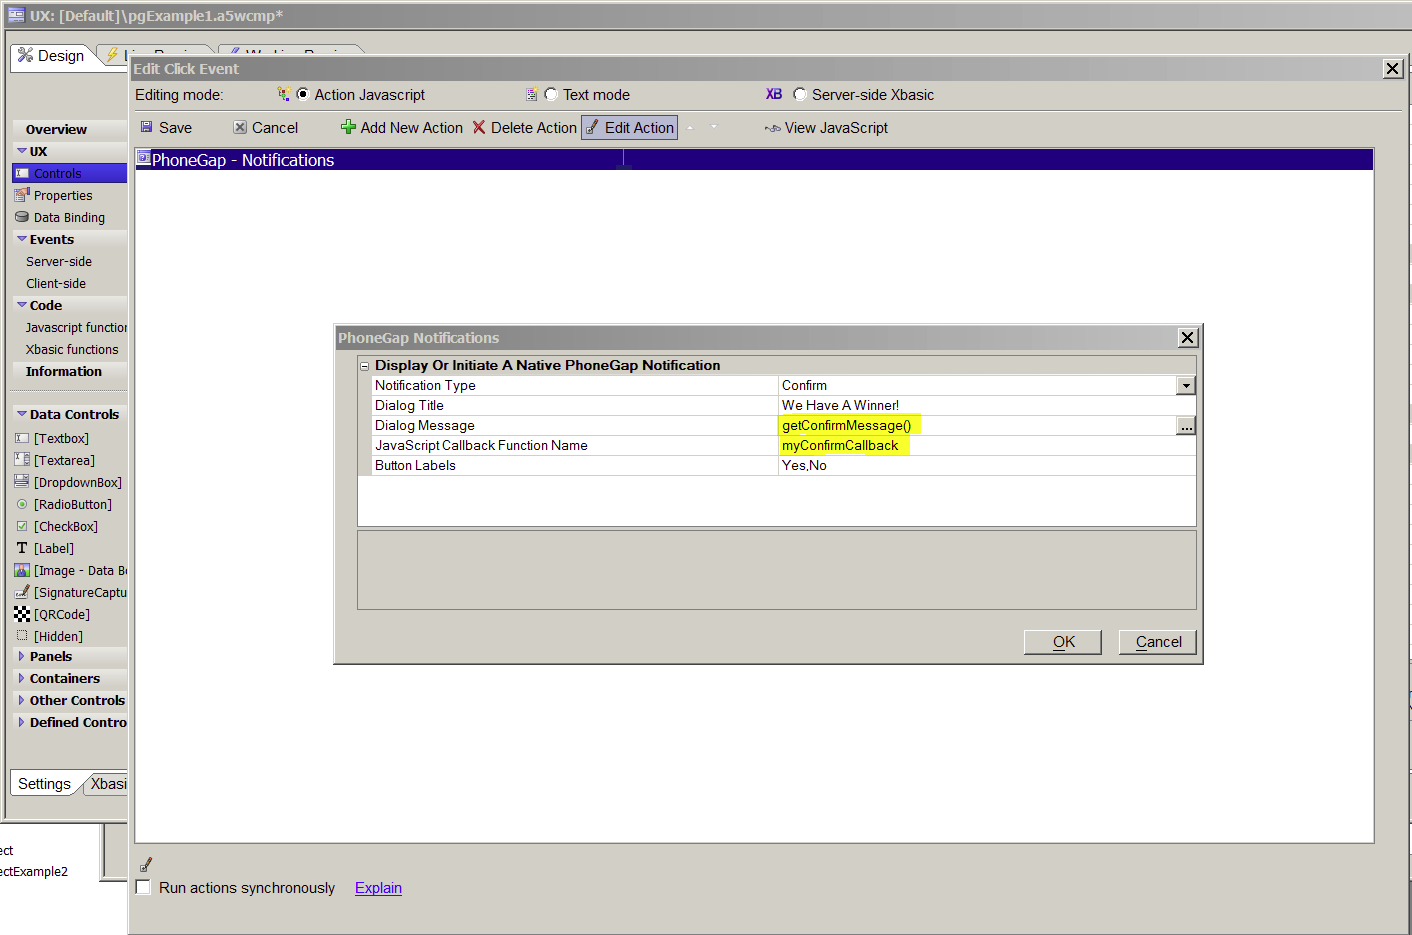 UX: [Default]\pgExample1.a5wcmp*
Design
Edit Click Event
Editing mode:
Action Javascript
Text mode
XB
Server-side Xbasic
Save
Cancel
Add New Action
Delete Action
Edit Action
View JavaScript
PhoneGap - Notifications
Overview
UX
Controls
Properties
Data Binding
Events
Server-side
Client-side
Code
Javascript function
Xbasic functions
Information
Data Controls
[Textbox]
[Textarea]
[DropdownBox]
[RadioButton]
[CheckBox]
[Label]
[Image - Data Bo
[SignatureCaptu
[QRCode]
[Hidden]
Panels
Containers
Other Controls
Defined Contro
Settings
Xbasi
PhoneGap Notifications
Display Or Initiate A Native PhoneGap Notification
Notification Type Confirm
Dialog Title We Have A Winner!
Dialog Message getConfirmMessage() ...
JavaScript Callback Function Name myConfirmCallback
Button Labels Yes,No
OK
Cancel
ect
ectExample2
Run actions synchronously
Explain